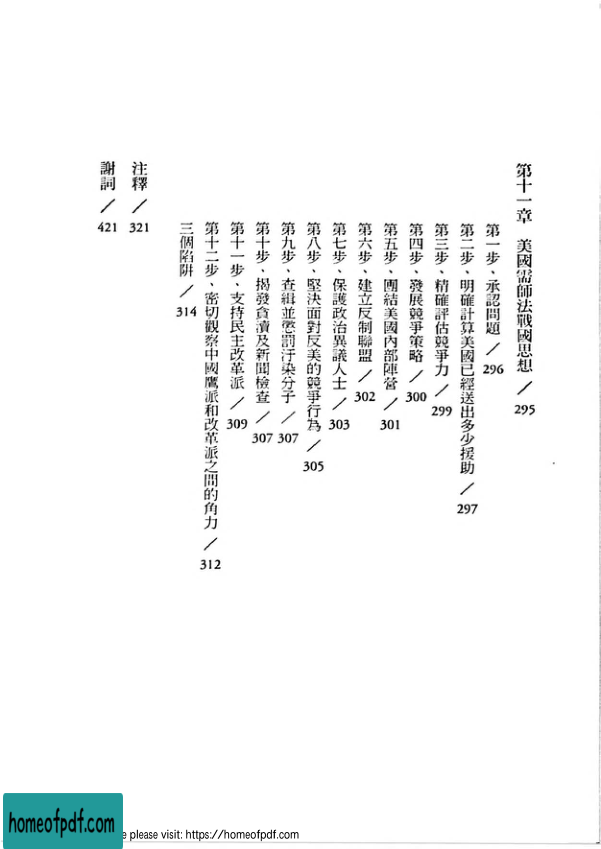 第十一章 美國需師法戰國思想／295
第一步、承認問題／296
第二步、明確計算美國已經送出多少援助／297
第三步、精確評估競爭力／299
第四步、發展競爭策略／300
第五步、團結美國內部陣營／301
第六步、建立反制聯盟／302
第七步、保護政治異議人士／303
第八步、堅決面對反美的競爭行為／305
第九步、查緝並懲罰汙染分子／307
第十步、揭發貪瀆及新聞檢查／307
第十一步、支持民主改革派／309
第十二步、密切觀察中國鷹派和改革派之間的角力／312
三個陷阱／314
注釋／321
謝詞／421
homeofpdf.com
e please visit: https://homeofpdf.com